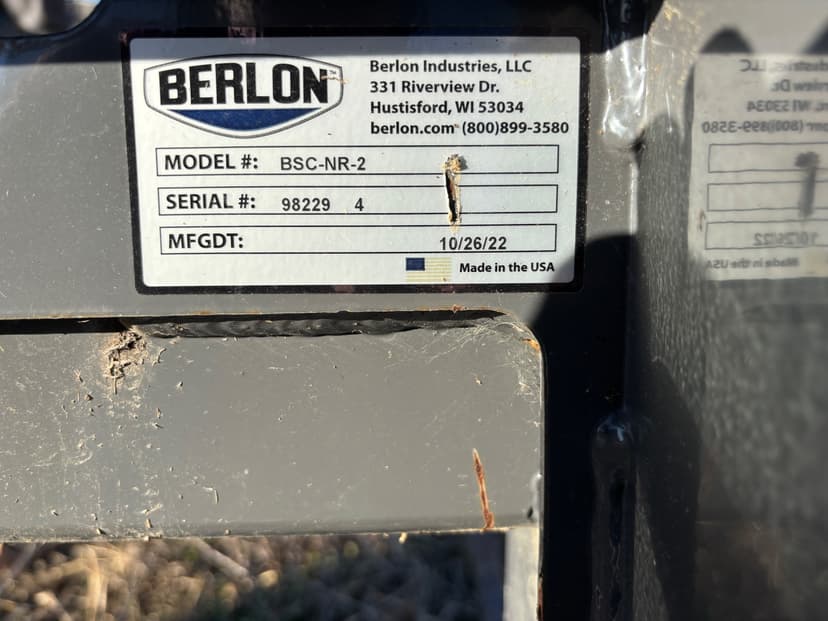 BERLON™
Berlon Industries, LLC
331 Riverview Dr.
Hustisford, WI 53034
berlon.com (800)899-3580
MODEL #: BSC-NR-2
SERIAL #: 98229 4
MFGDT: 10/26/22
Made in the USA